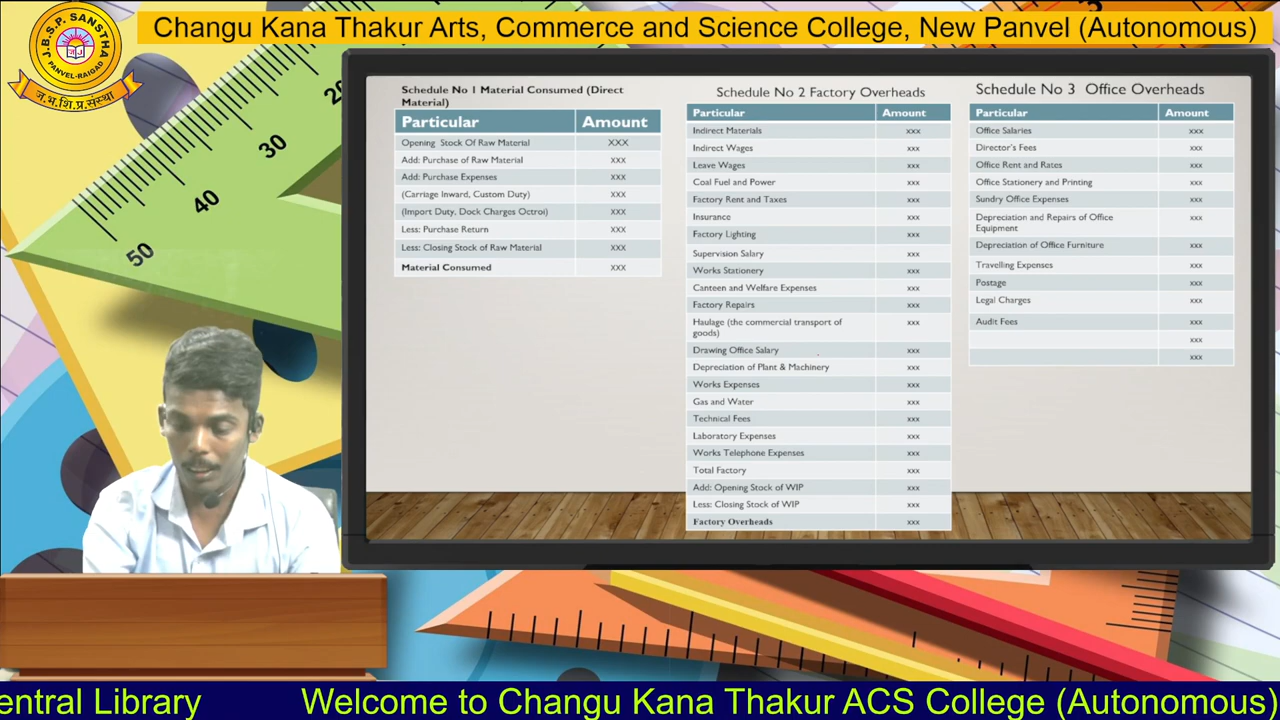 Changu Kana Thakur Arts, Commerce and Science College, New Panvel (Autonomous)
J.B.S.P. SANSTHA
PANVEL-RAIGAD
ज.भ.शि.प्र.संस्था
20
30
40
50
Schedule No 1 Material Consumed (Direct
Material)
Particular Amount
Opening Stock Of Raw Material XXX
Add: Purchase of Raw Material XXX
Add: Purchase Expenses XXX
(Carriage Inward, Custom Duty) XXX
(Import Duty, Dock Charges Octroi) XXX
Less: Purchase Return XXX
Less: Closing Stock of Raw Material XXX
Material Consumed XXX
Schedule No 2 Factory Overheads
Particular Amount
Indirect Materials xxx
Indirect Wages xxx
Leave Wages xxx
Coal Fuel and Power xxx
Factory Rent and Taxes xxx
Insurance xxx
Factory Lighting xxx
Supervision Salary xxx
Works Stationery xxx
Canteen and Welfare Expenses xxx
Factory Repairs xxx
Haulage (the commercial transport of xxx
goods)
Drawing Office Salary xxx
Depreciation of Plant & Machinery xxx
Works Expenses xxx
Gas and Water xxx
Technical Fees xxx
Laboratory Expenses xxx
Works Telephone Expenses xxx
Total Factory xxx
Add: Opening Stock of WIP xxx
Less: Closing Stock of WIP xxx
Factory Overheads xxx
Schedule No 3 Office Overheads
Particular Amount
Office Salaries xxx
Director's Fees xxx
Office Rent and Rates xxx
Office Stationery and Printing xxx
Sundry Office Expenses xxx
Depreciation and Repairs of Office xxx
Equipment
Depreciation of Office Furniture xxx
Travelling Expenses xxx
Postage xxx
Legal Charges xxx
Audit Fees xxx
xxx
xxx
entral Library Welcome to Changu Kana Thakur ACS College (Autonomous)